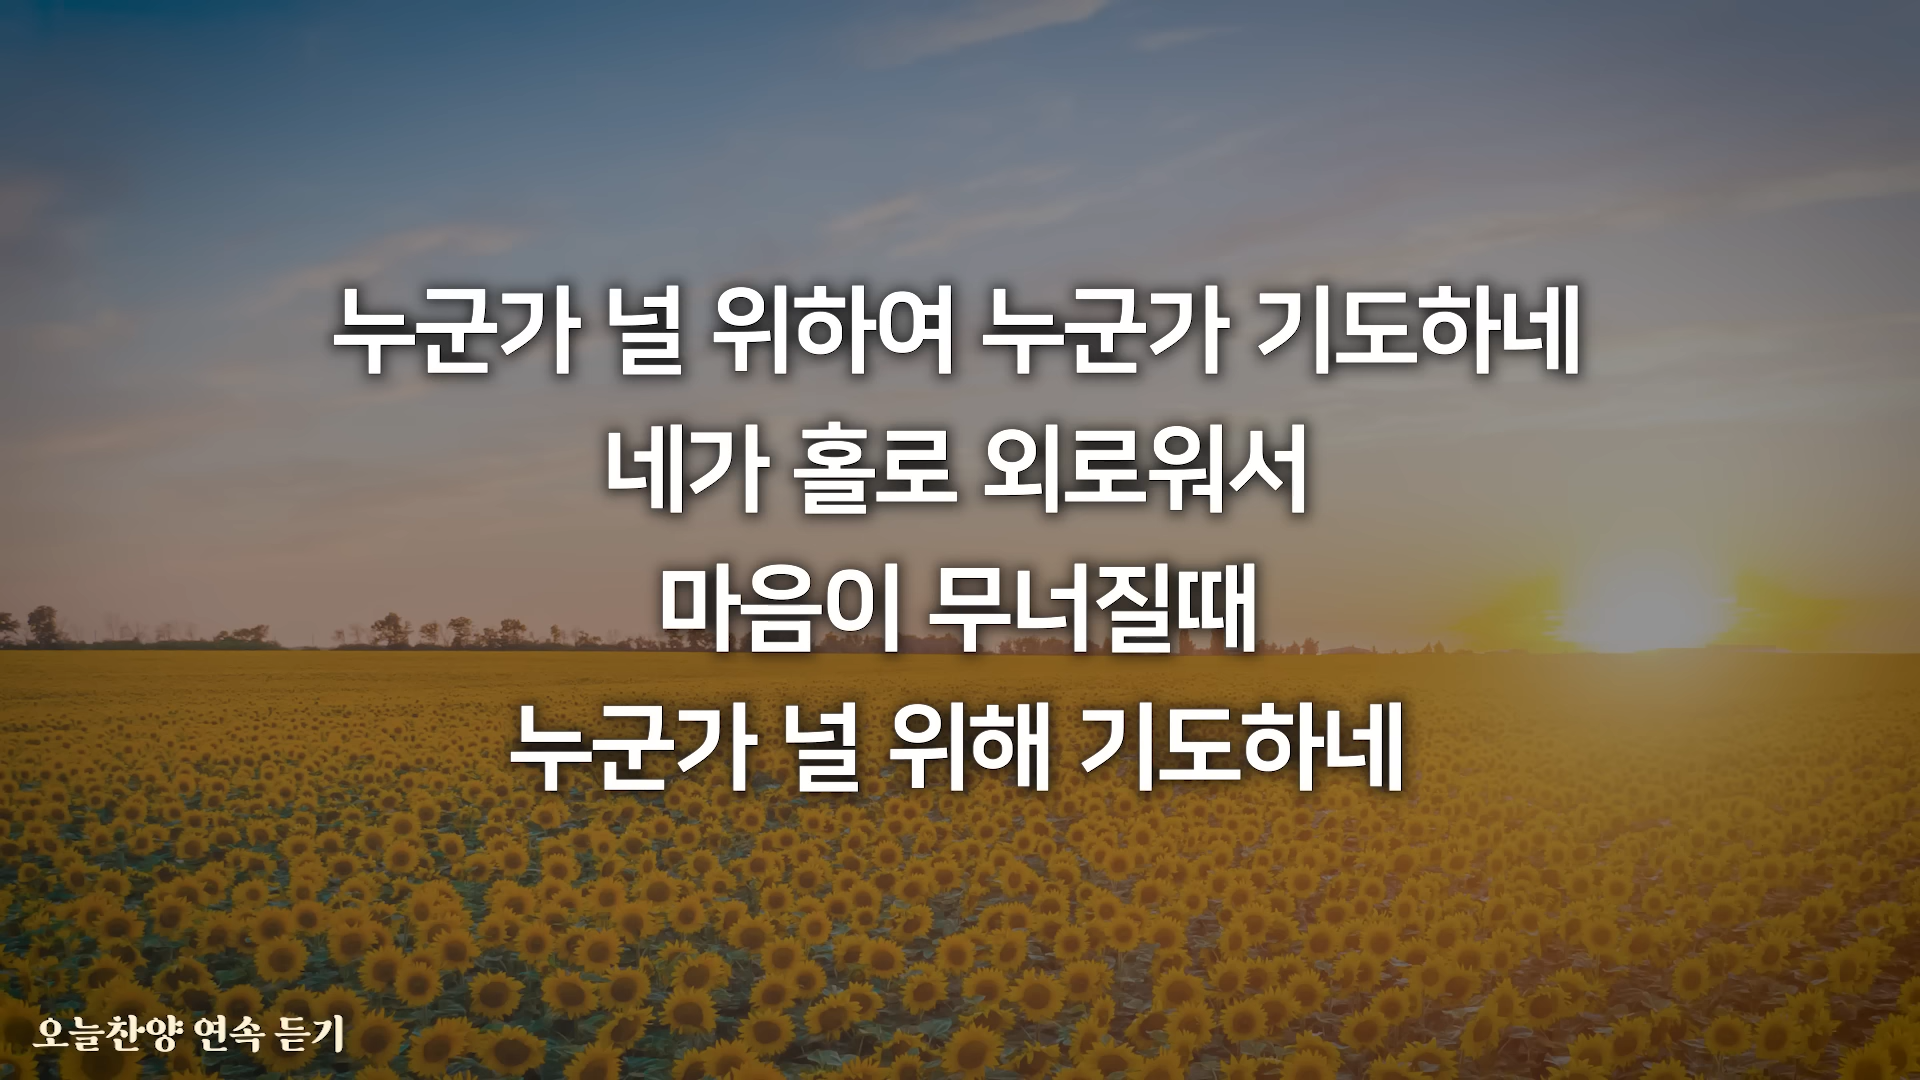 누군가 널 위하여 누군가 기도하네
네가 홀로 외로워서
마음이 무너질때
누군가 널 위해 기도하네
오늘찬양 연속 듣기